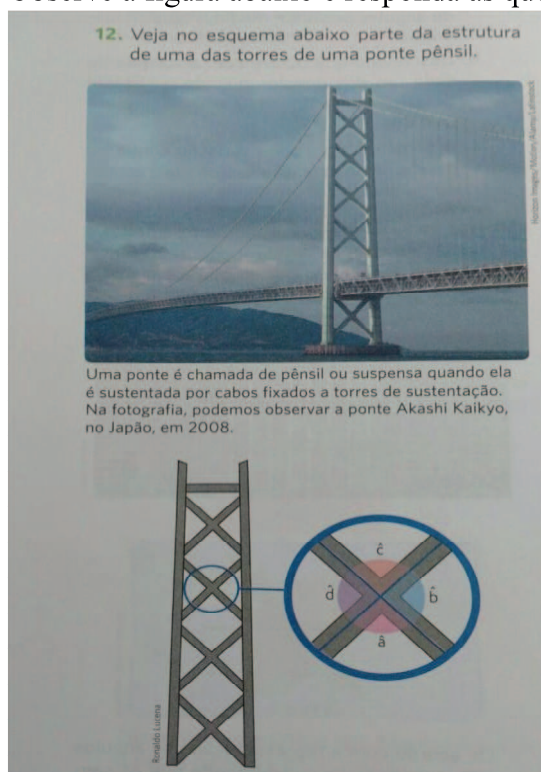 12. Veja no esquema abaixo parte da estrutura
de uma das torres de uma ponte pênsil.
Uma ponte é chamada de pênsil ou suspensa quando ela
é sustentada por cabos fixados a torres de sustentação.
Na fotografia, podemos observar a ponte Akashi Kaikyo,
no Japão, em 2008.
ĉ
d̂
b̂
â
Ronaldo Lucena